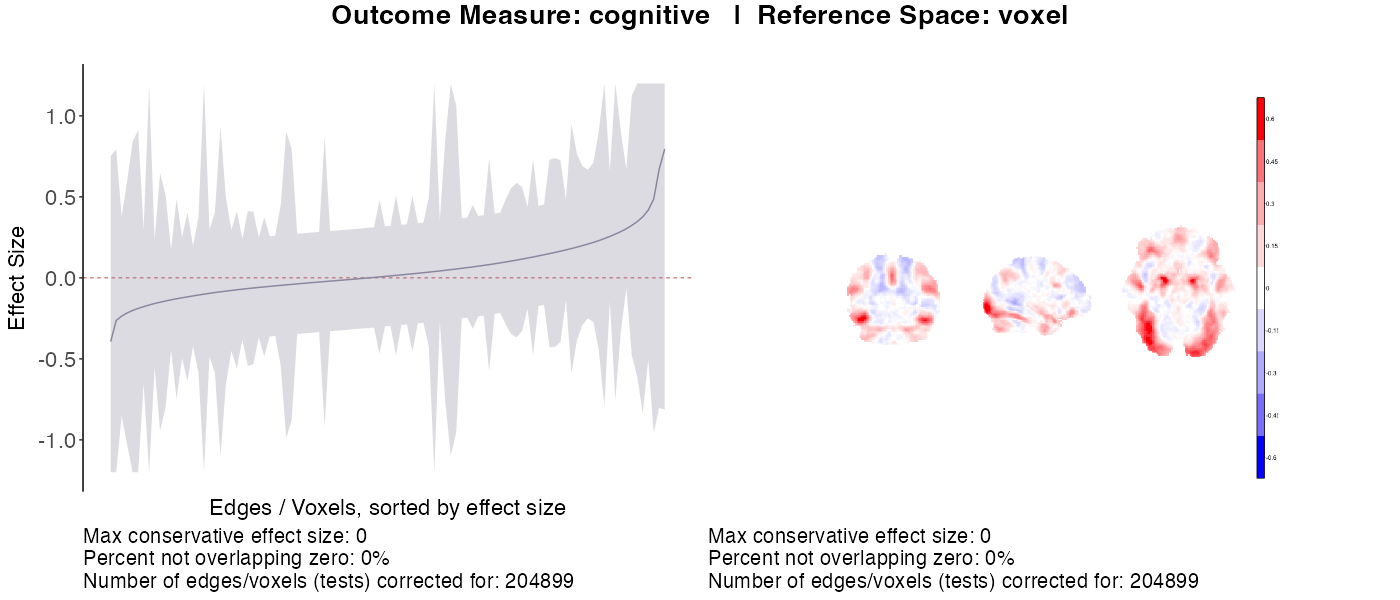 Outcome Measure: cognitive | Reference Space: voxel
Effect Size
1.0
0.5
0.0
-0.5
-1.0
Edges / Voxels, sorted by effect size
Max conservative effect size: 0
Percent not overlapping zero: 0%
Number of edges/voxels (tests) corrected for: 204899
0.6
0.45
0.3
0.15
0
-0.3
-0.6
Max conservative effect size: 0
Percent not overlapping zero: 0%
Number of edges/voxels (tests) corrected for: 204899